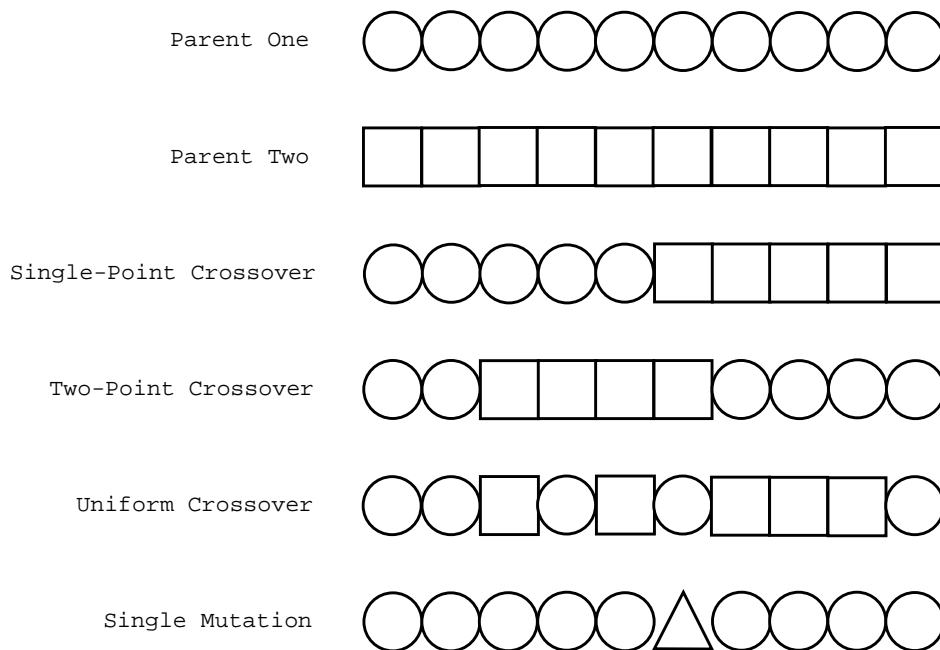 Parent One
Parent Two
Single-Point Crossover
Two-Point Crossover
Uniform Crossover
Single Mutation